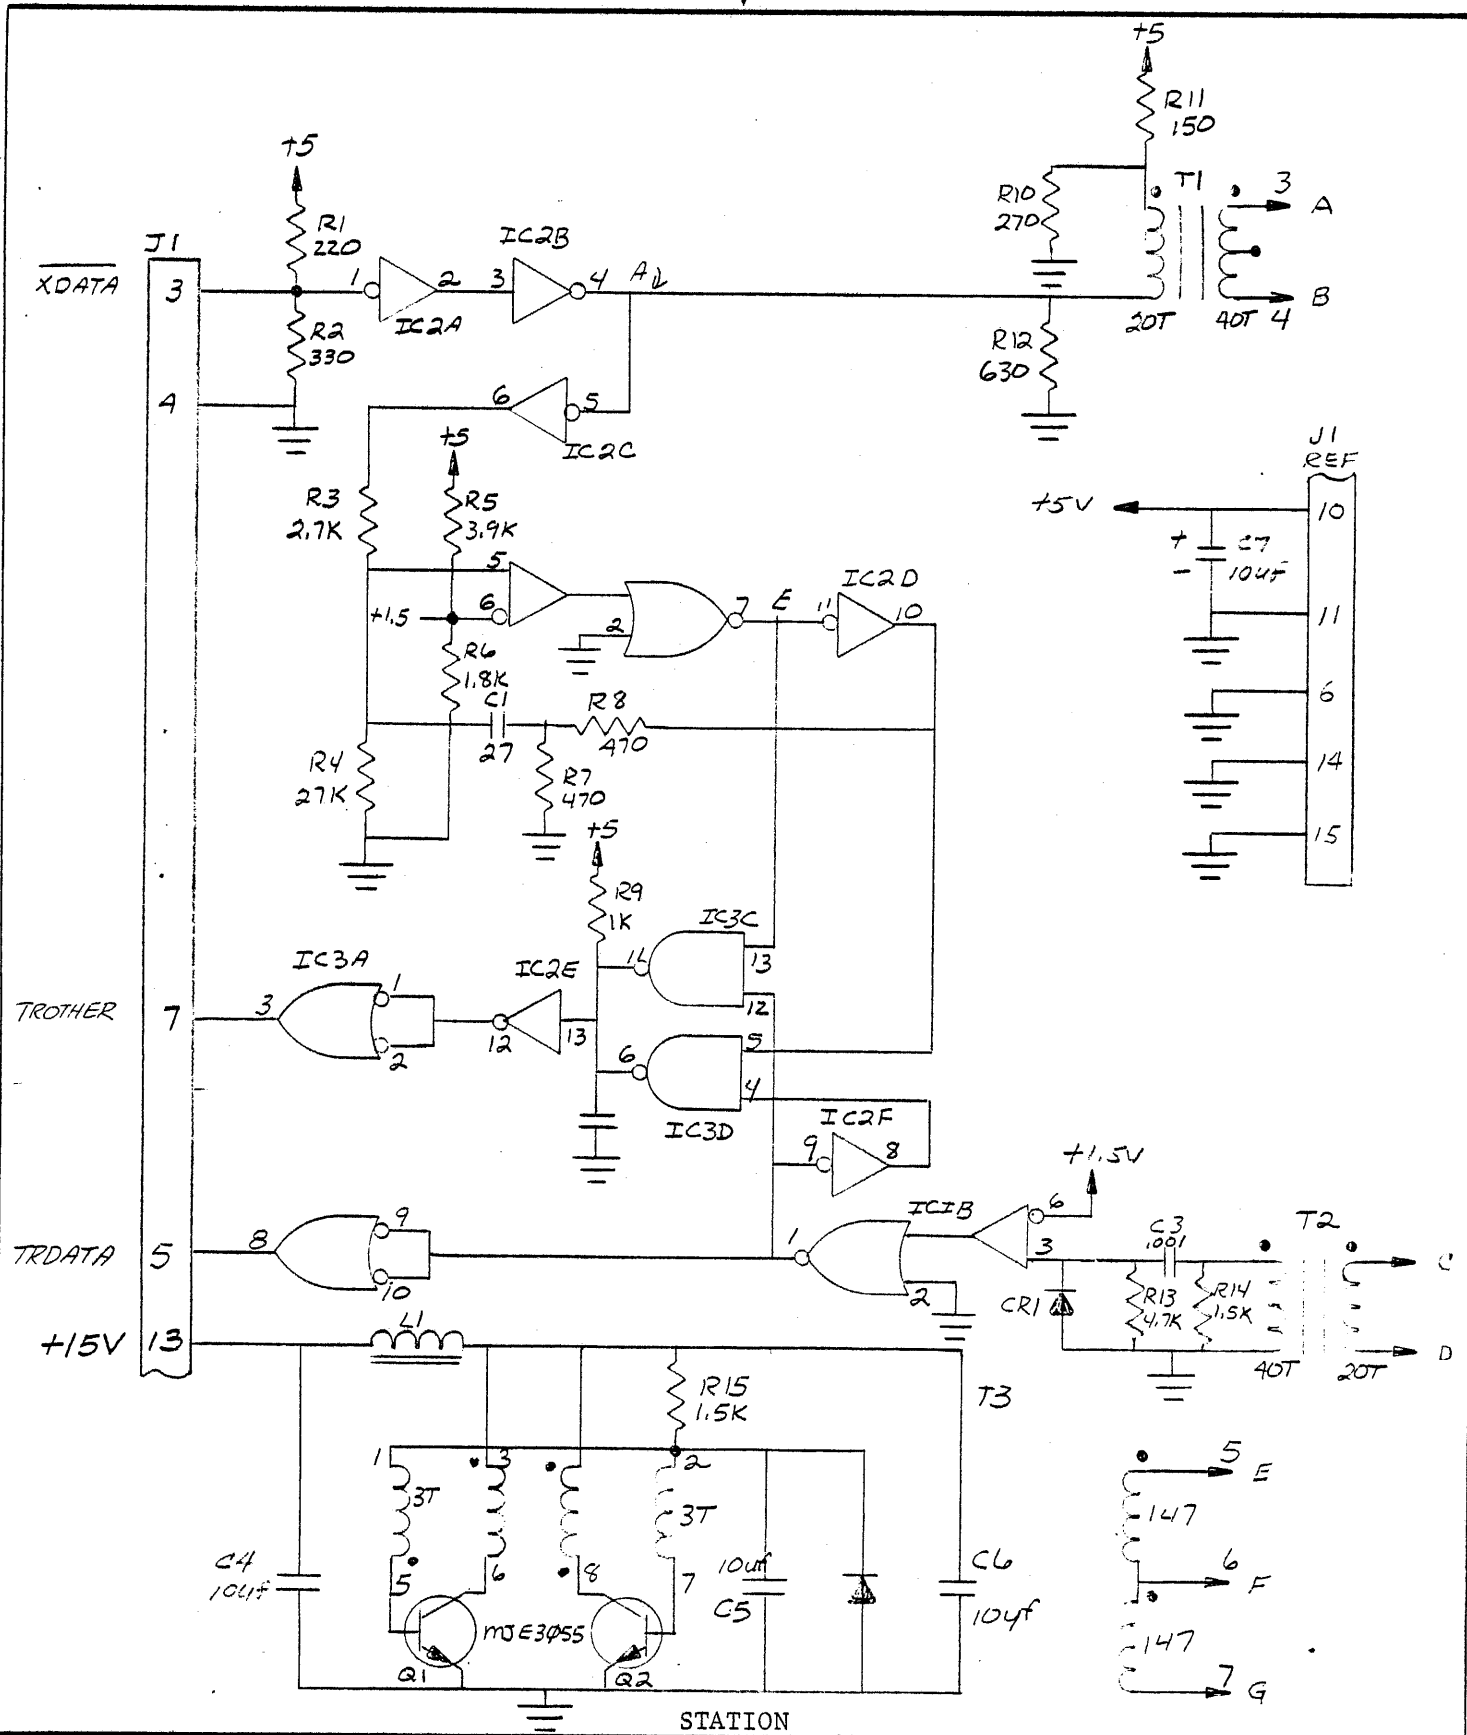 +5
R11
150
+5
R10
270
T1
3
A
J1
R1
220
IC2B
XDATA
3
1
2
3
4
A
IC2A
20T
40T
4
B
R2
330
R12
630
4
6
5
IC2C
+5
J1
REF
R3
2.7K
R5
3.9K
+5V
10
+
C7
-
10uf
5
IC2D
+1.5
6
2
7
E
11
10
11
R6
1.8K
C1
27
R8
470
6
R4
27K
R7
470
14
+5
15
R9
1K
IC3C
IC3A
IC2E
11
13
TROTHER
7
3
1
2
12
13
12
6
5
4
IC3D
IC2F
9
8
+1.5V
IC1B
6
TRDATA
5
8
9
10
1
3
2
C3
.001
T2
C
CR1
R13
4.7K
R14
1.5K
40T
20T
D
+15V
13
L1
R15
1.5K
T3
1
3T
3
2
3T
5
E
147
C4
10uf
5
6
8
7
10uf
C5
C6
10uf
6
F
MJE3055
147
Q1
Q2
7
G
STATION